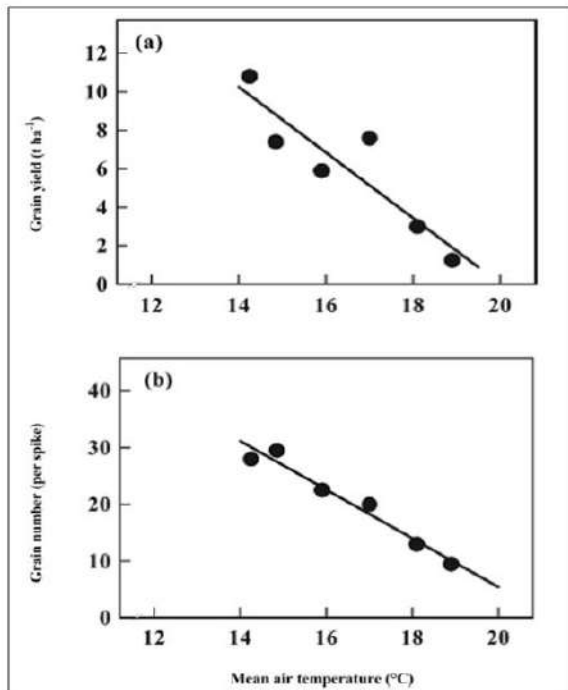 (a)
12
10
8
6
4
2
0
Grain yield (t ha⁻¹)
12 14 16 18 20
(b)
40
30
20
10
0
Grain number (per spike)
12 14 16 18 20
Mean air temperature (°C)